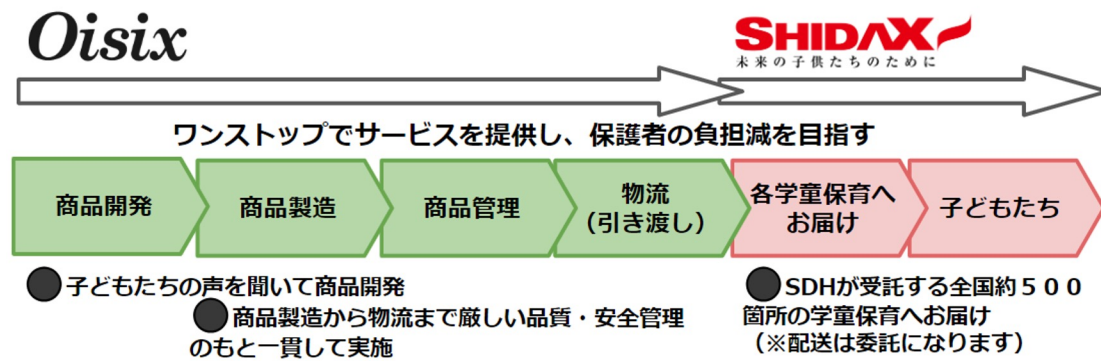 Oisix
SHIDAX
未来の子供たちのために
ワンストップでサービスを提供し、保護者の負担減を目指す
商品開発
商品製造
商品管理
物流
（引き渡し）
各学童保育へ
お届け
子どもたち
子どもたちの声を聞いて商品開発
商品製造から物流まで厳しい品質・安全管理
のもと一貫して実施
SDHが受託する全国約５００
箇所の学童保育へお届け
（※配送は委託になります）